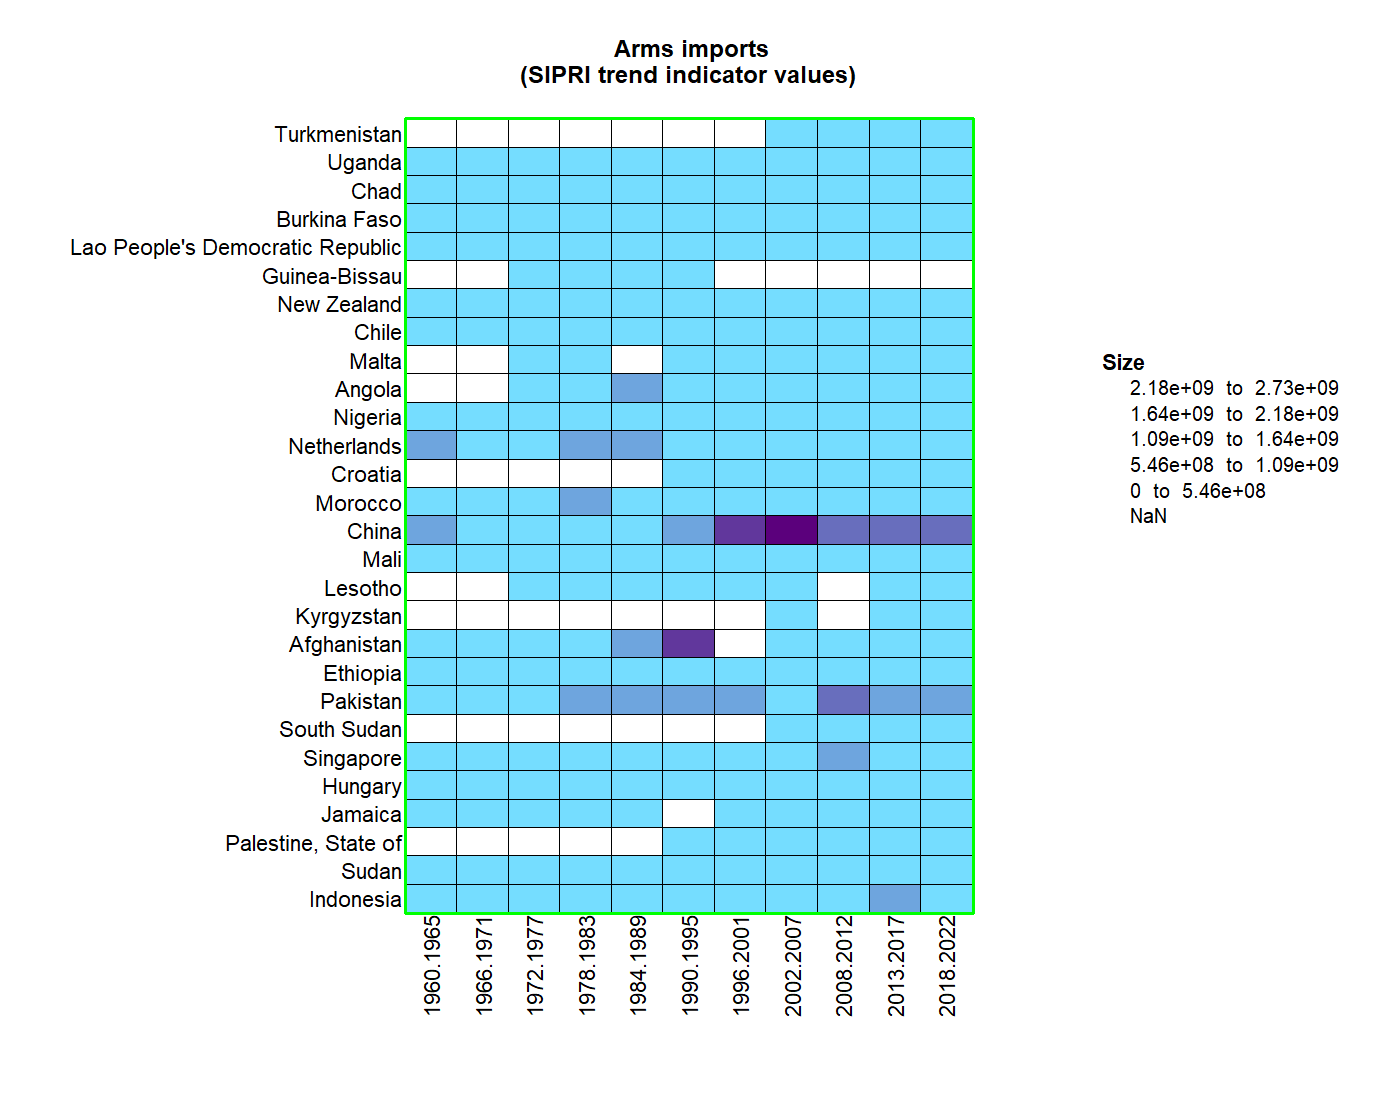 Arms imports
(SIPRI trend indicator values)
Turkmenistan
Uganda
Chad
Burkina Faso
Lao People's Democratic Republic
Guinea-Bissau
New Zealand
Chile
Malta
Angola
Nigeria
Netherlands
Croatia
Morocco
China
Mali
Lesotho
Kyrgyzstan
Afghanistan
Ethiopia
Pakistan
South Sudan
Singapore
Hungary
Jamaica
Palestine, State of
Sudan
Indonesia
1960.1965
1966.1971
1972.1977
1978.1983
1984.1989
1990.1995
1996.2001
2002.2007
2008.2012
2013.2017
2018.2022
Size
2.18e+09 to 2.73e+09
1.64e+09 to 2.18e+09
1.09e+09 to 1.64e+09
5.46e+08 to 1.09e+09
0 to 5.46e+08
NaN